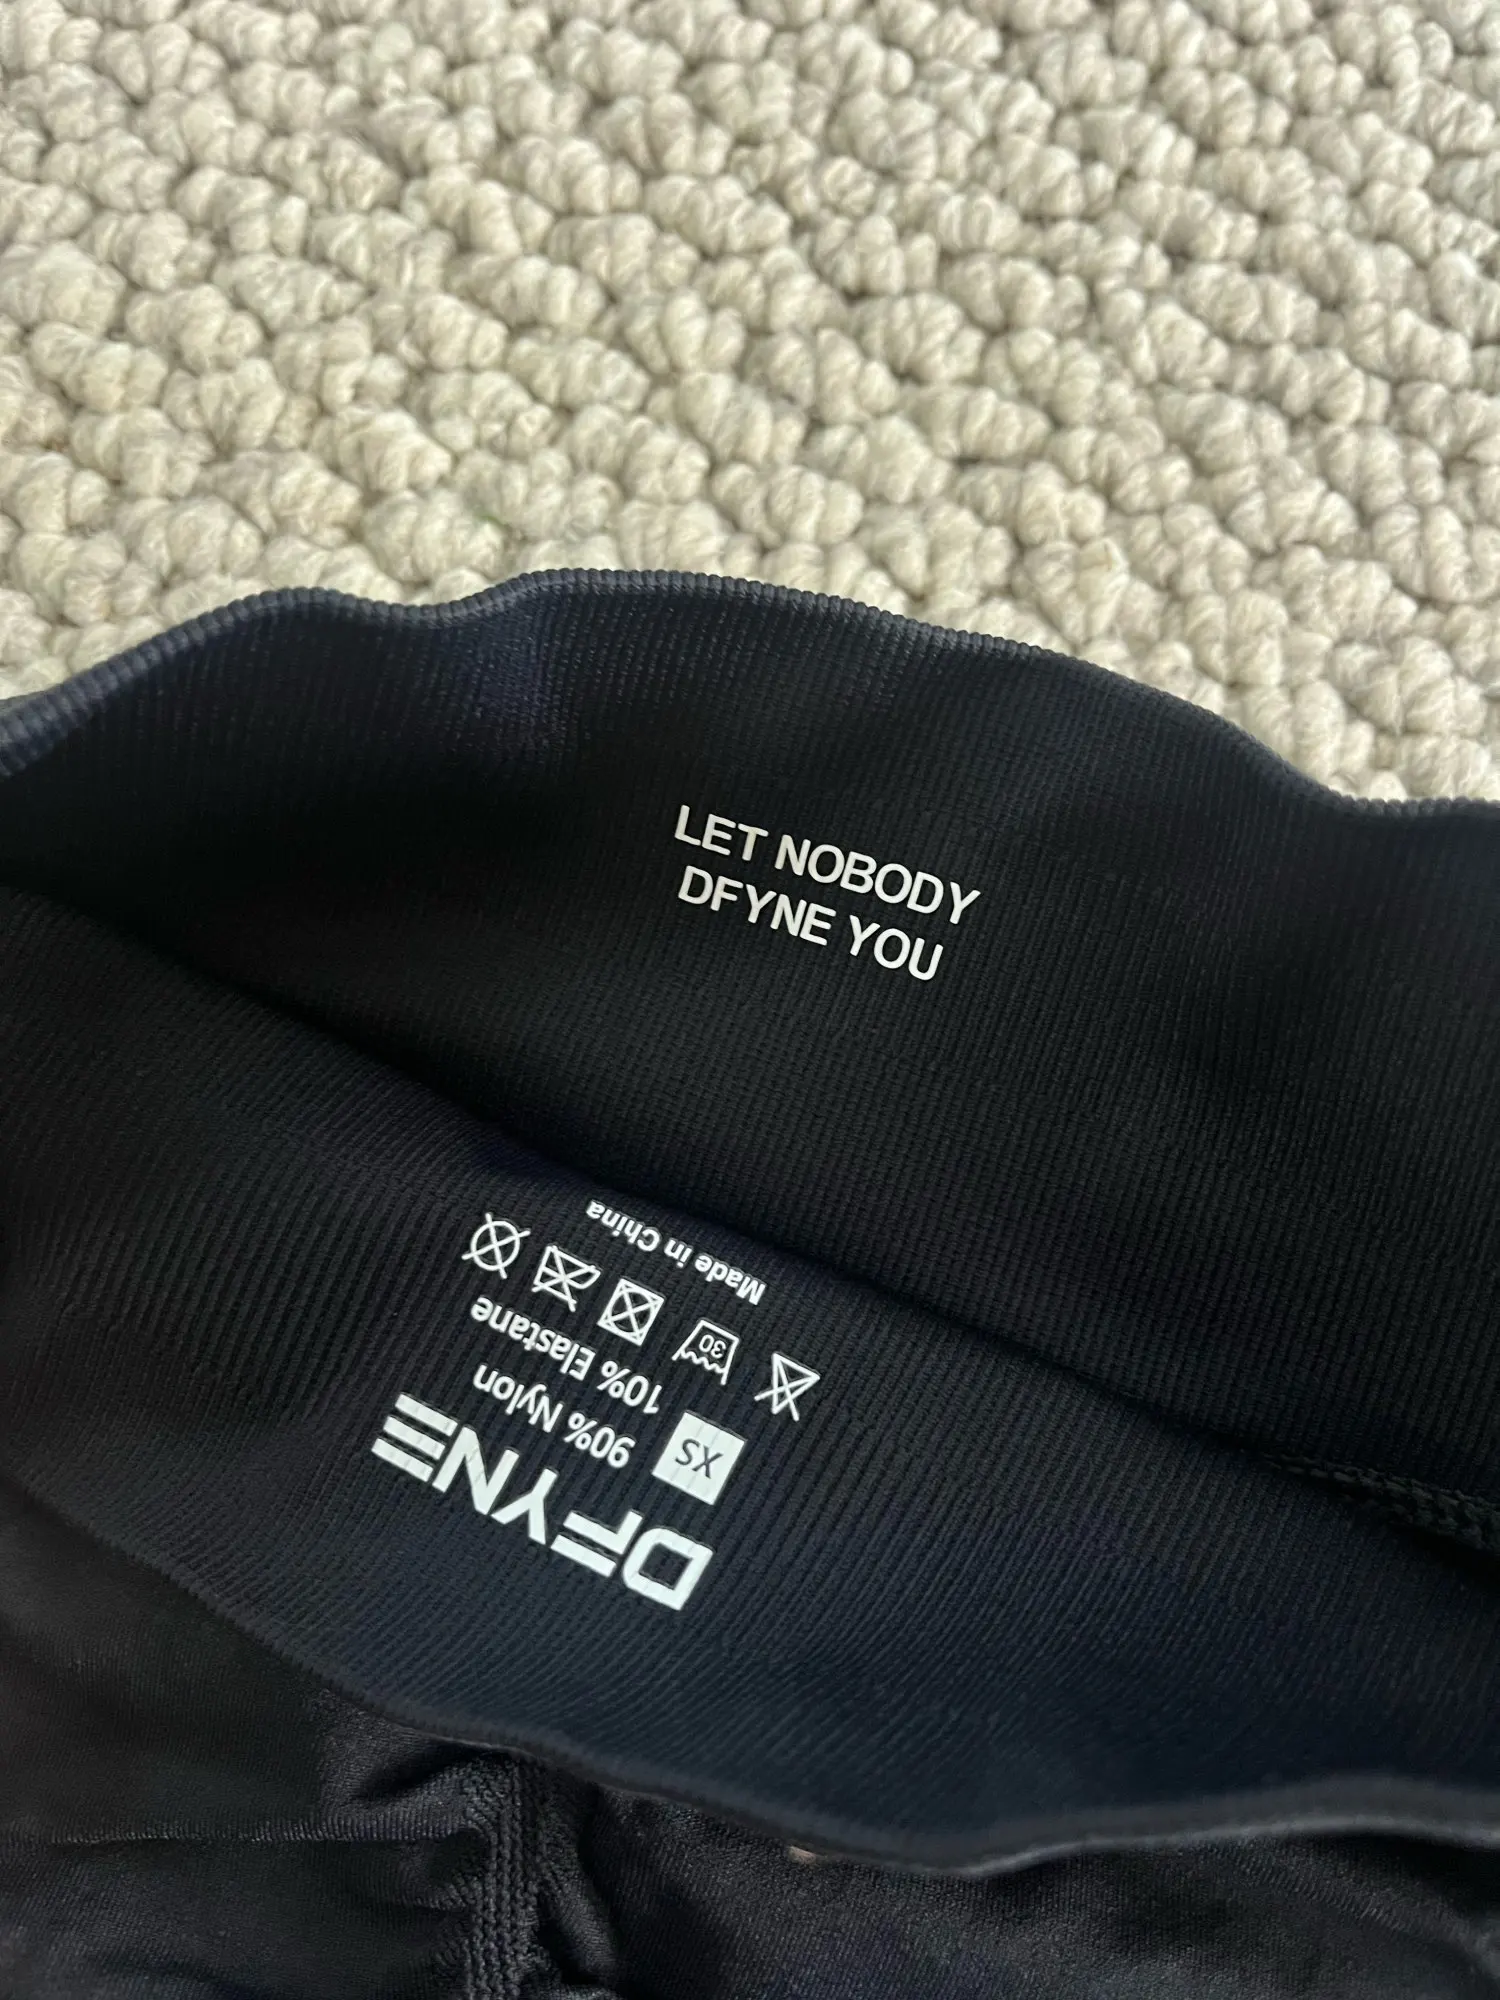 LET NOBODY
DFYNE YOU
DFYNE
XS
90% Nylon
10% Elastane
30
Made in China